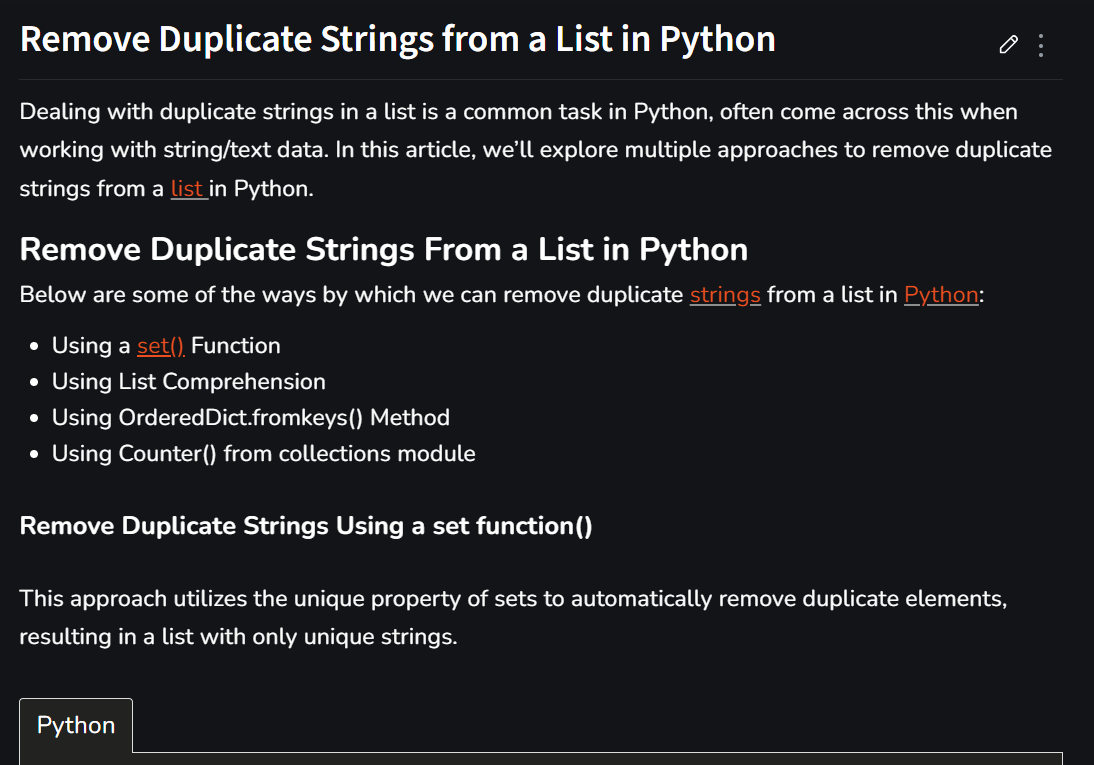 Remove Duplicate Strings from a List in Python
Dealing with duplicate strings in a list is a common task in Python, often come across this when
working with string/text data. In this article, we’ll explore multiple approaches to remove duplicate
strings from a list in Python.
Remove Duplicate Strings From a List in Python
Below are some of the ways by which we can remove duplicate strings from a list in Python:
• Using a set() Function
• Using List Comprehension
• Using OrderedDict.fromkeys() Method
• Using Counter() from collections module
Remove Duplicate Strings Using a set function()
This approach utilizes the unique property of sets to automatically remove duplicate elements,
resulting in a list with only unique strings.
Python